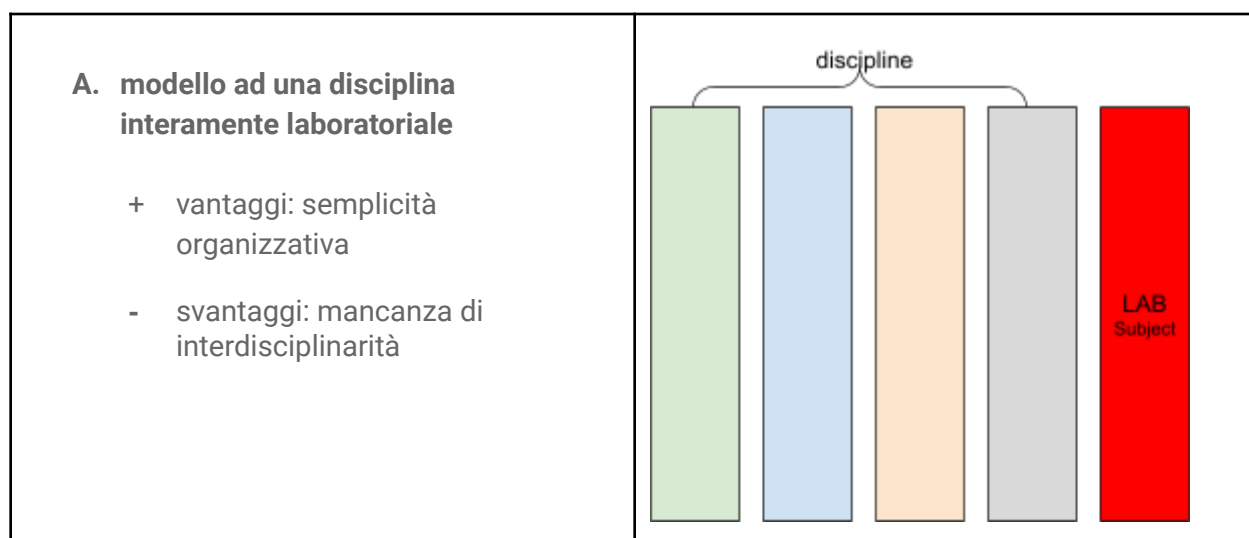 A. modello ad una disciplina
interamente laboratoriale
+ vantaggi: semplicità
organizzativa
- svantaggi: mancanza di
interdisciplinarità
discipline
LAB
Subject